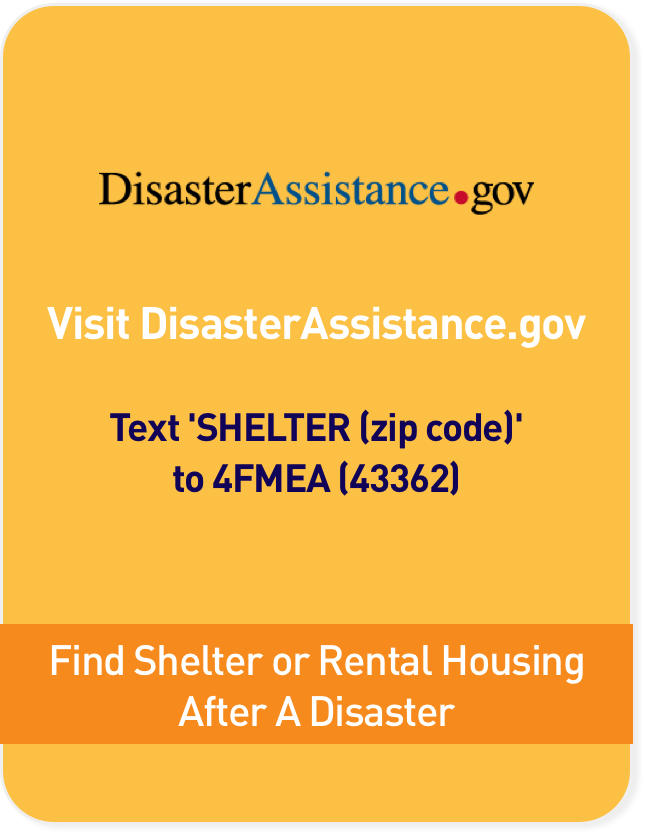 DisasterAssistance.gov
Visit DisasterAssistance.gov
Text 'SHELTER (zip code)'
to 4FMEA (43362)
Find Shelter or Rental Housing
After A Disaster